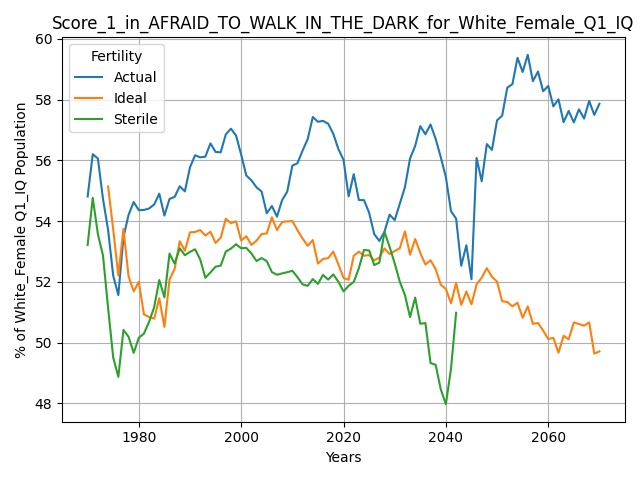 Score_1_in_AFRAID_TO_WALK_IN_THE_DARK_for_White_Female_Q1_IQ
60
58
56
54
52
50
48
% of White_Female Q1_IQ Population
Fertility
Actual
Ideal
Sterile
1980 2000 2020 2040 2060
Years